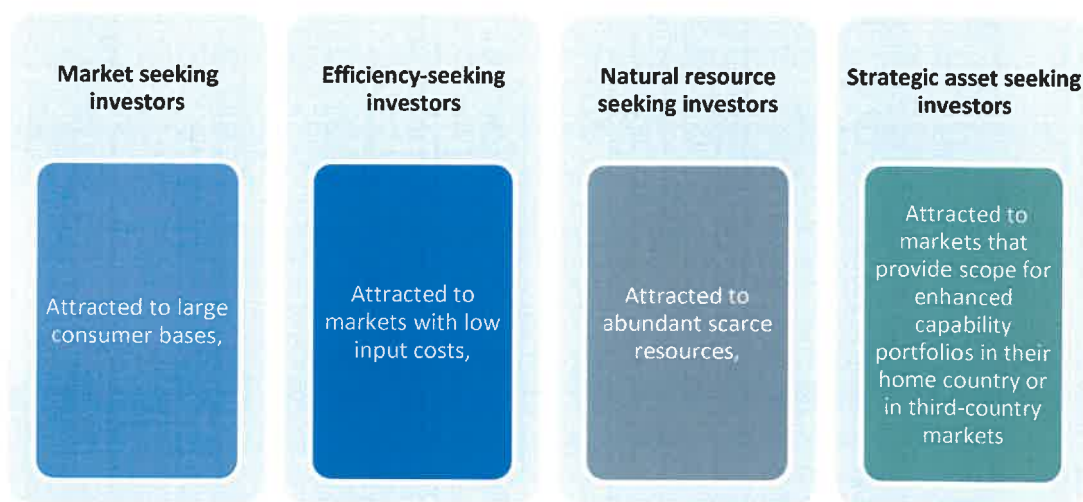 Market seeking
investors
Attracted to large
consumer bases,
Efficiency-seeking
investors
Attracted to
markets with low
input costs,
Natural resource
seeking investors
Attracted to
abundant scarce
resources,
Strategic asset seeking
investors
Attracted to
markets that
provide scope for
enhanced
capability
portfolios in their
home country or
in third-country
markets